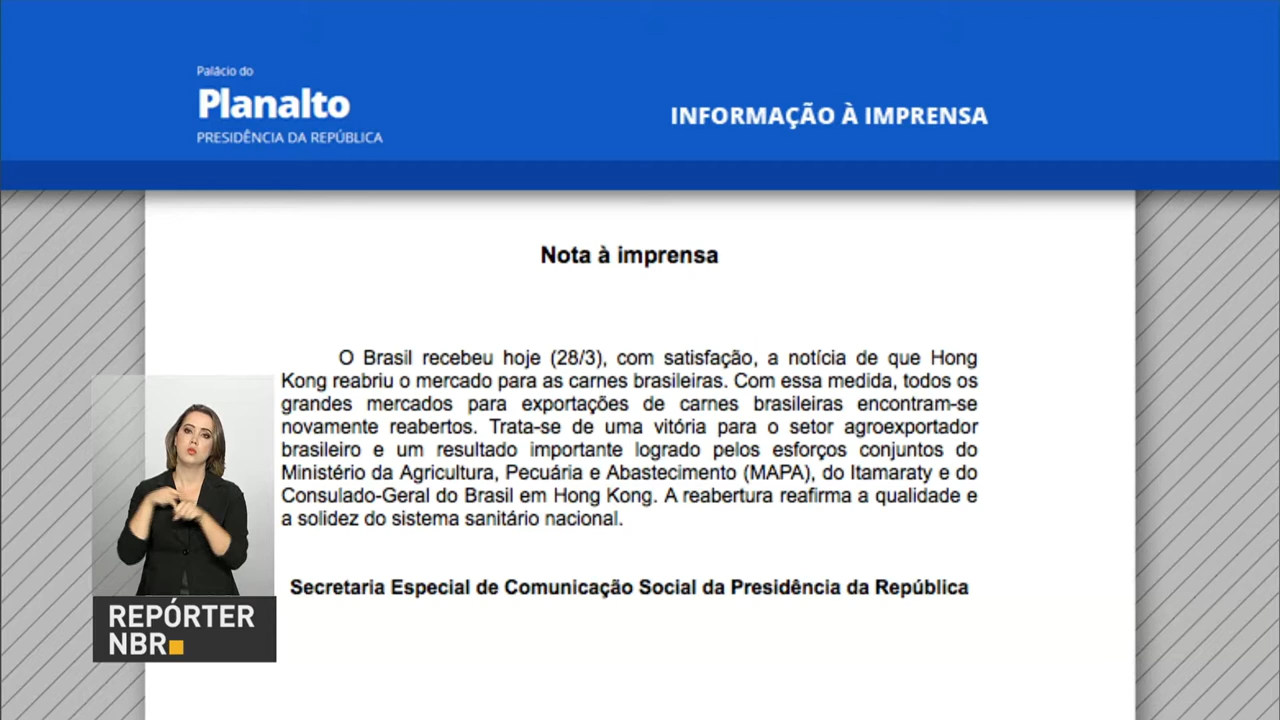 Palácio do
Planalto
PRESIDÊNCIA DA REPÚBLICA
INFORMAÇÃO À IMPRENSA
Nota à imprensa
O Brasil recebeu hoje (28/3), com satisfação, a notícia de que Hong
Kong reabriu o mercado para as carnes brasileiras. Com essa medida, todos os
grandes mercados para exportações de carnes brasileiras encontram-se
novamente reabertos. Trata-se de uma vitória para o setor agroexportador
brasileiro e um resultado importante logrado pelos esforços conjuntos do
Ministério da Agricultura, Pecuária e Abastecimento (MAPA), do Itamaraty e do
Consulado-Geral do Brasil em Hong Kong. A reabertura reafirma a qualidade e
a solidez do sistema sanitário nacional.
Secretaria Especial de Comunicação Social da Presidência da República
REPÓRTER
NBR